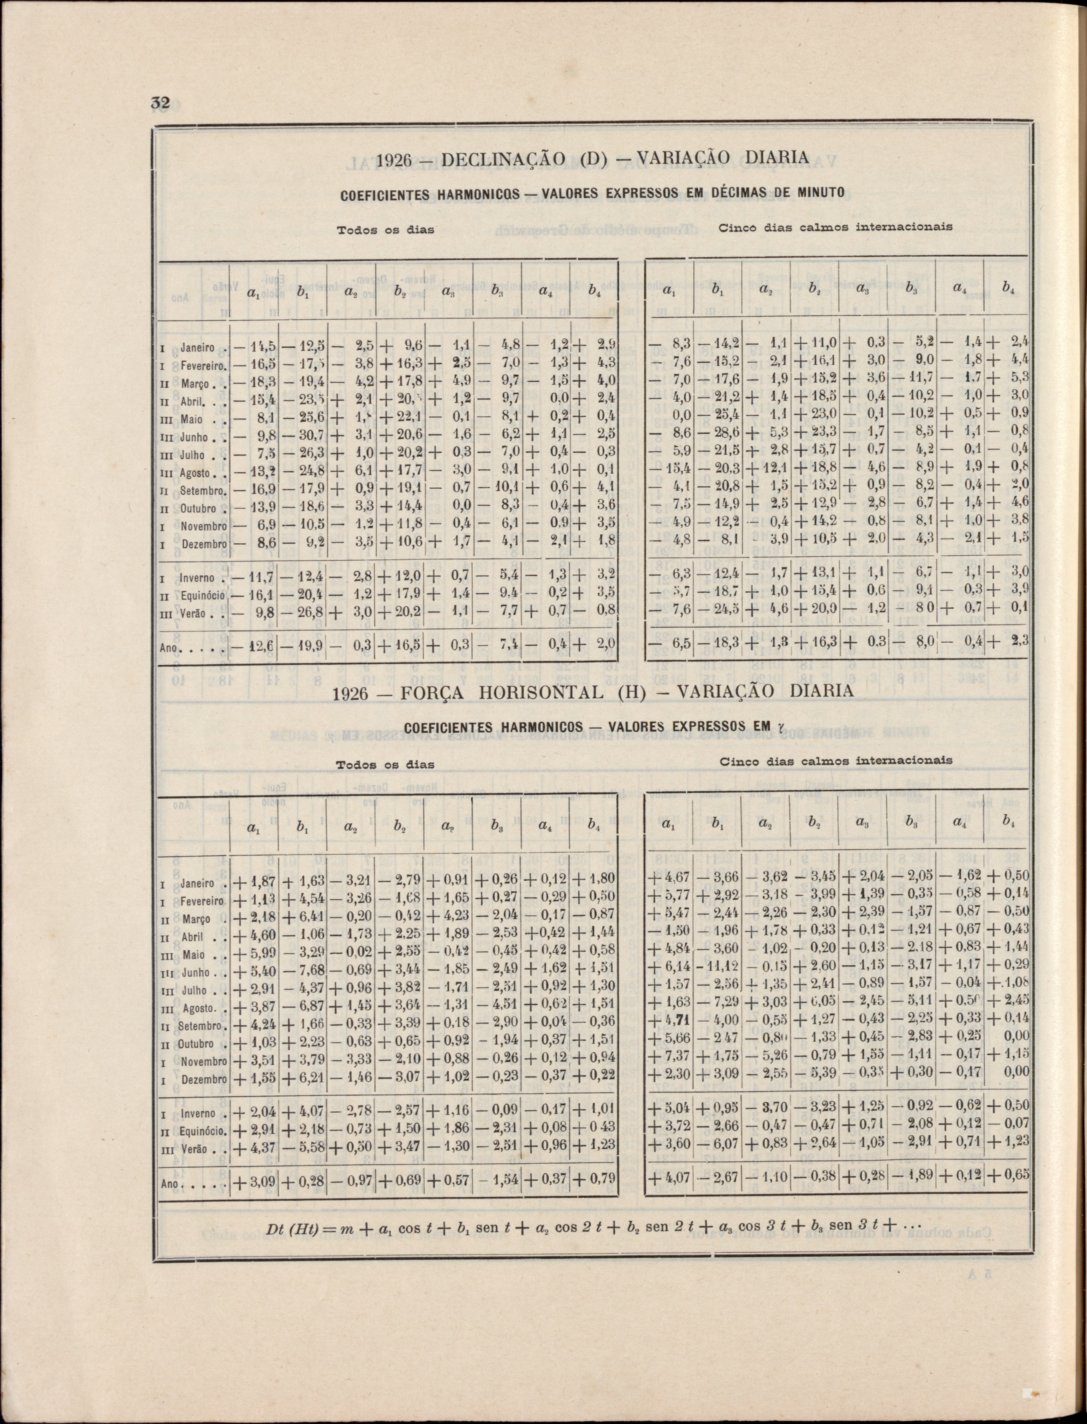 32
1926 — DECLINAÇÃO (D) — VARIAÇÃO DIARIA
COEFICIENTES HARMONICOS — VALORES EXPRESSOS EM DÉCIMAS DE MINUTO
Todos os dias Cinco dias calmos internacionais
a₁ b₁ a₂ b₂ a₃ b₃ a₄ b₄ a₁ b₁ a₂ b₂ a₃ b₃ a₄ b₄
I Janeiro . — 14,5 — 12,5 — 2,5 + 9,6 — 1,1 — 4,8 — 1,2 + 2,9 — 8,3 — 14,2 — 1,1 + 11,0 + 0,3 — 5,2 — 1,4 + 2,4
I Fevereiro. — 16,5 — 17,5 — 3,8 + 16,3 + 2,5 — 7,0 — 1,3 + 4,3 — 7,6 — 15,2 — 2,1 + 16,1 + 3,0 — 9,0 — 1,8 + 4,4
II Março . . — 18,3 — 19,4 — 4,2 + 17,8 + 4,9 — 9,7 — 1,5 + 4,0 — 7,0 — 17,6 — 1,9 + 15,2 + 3,6 — 11,7 — 1,7 + 5,3
II Abril. . . — 15,4 — 23,5 + 2,1 + 20, + 1,2 — 9,7 0,0 + 2,4 — 4,0 — 21,2 + 1,4 + 18,5 + 0,4 — 10,2 — 1,0 + 3,0
III Maio . . — 8,1 — 25,6 + 1, + 22,1 — 0,1 — 8,1 + 0,2 + 0,4 0,0 — 25,4 — 1,1 + 23,0 — 0,1 — 10,2 + 0,5 + 0,9
III Junho . . — 9,8 — 30,7 + 3,1 + 20,6 — 1,6 — 6,2 + 1,1 — 2,5 — 8,6 — 28,6 + 5,3 + 23,3 — 1,7 — 8,5 + 1,1 — 0,8
III Julho . . — 7,5 — 26,3 + 1,0 + 20,2 + 0,3 — 7,0 + 0,4 — 0,3 — 5,9 — 21,5 + 2,8 + 15,7 + 0,7 — 4,2 — 0,1 — 0,4
III Agosto . . — 13,2 — 24,8 + 6,1 + 17,7 — 3,0 — 9,1 + 1,0 + 0,1 — 15,4 — 20,3 + 12,1 + 18,8 — 4,6 — 8,9 + 1,9 + 0,8
II Setembro. — 16,9 — 17,9 + 0,9 + 19,1 — 0,7 — 10,1 + 0,6 + 4,1 — 4,1 — 20,8 + 1,5 + 15,2 + 0,9 — 8,2 — 0,4 + 2,0
II Outubro . — 13,9 — 18,6 — 3,3 + 14,4 0,0 — 8,3 — 0,4 + 3,6 — 7,5 — 14,9 + 2,5 + 12,9 — 2,8 — 6,7 + 1,4 + 4,6
I Novembro — 6,9 — 10,5 — 1,2 + 11,8 — 0,4 — 6,1 — 0.9 + 3,5 — 4,9 — 12,2 — 0,4 + 14,2 — 0,8 — 8,1 + 1,0 + 3,8
I Dezembro — 8,6 — 9,2 — 3,5 + 10,6 + 1,7 — 4,1 — 2,1 + 1,8 — 4,8 — 8,1 — 3,9 + 10,5 + 2,0 — 4,3 — 2,1 + 1,5
I Inverno . — 11,7 — 12,4 — 2,8 + 12,0 + 0,7 — 5,4 — 1,3 + 3,2 — 6,3 — 12,4 — 1,7 + 13,1 + 1,1 — 6,7 — 1,1 + 3,0
II Equinócio — 16,1 — 20,4 — 1,2 + 17,9 + 1,4 — 9.4 — 0,2 + 3,5 — 5,7 — 18,7 + 1,0 + 15,4 + 0,6 — 9,1 — 0,3 + 3,9
III Verão . . — 9,8 — 26,8 + 3,0 + 20,2 — 1,1 — 7,7 + 0,7 — 0,8 — 7,6 — 24,5 + 4,6 + 20,9 — 1,2 — 8 0 + 0,7 + 0,1
Ano. . . . . — 12,6 — 19,9 — 0,3 + 16,5 + 0,3 — 7,4 — 0,4 + 2,0 — 6,5 — 18,3 + 1,3 + 16,3 + 0.3 — 8,0 — 0,4 + 2.3
1926 — FORÇA HORISONTAL (H) — VARIAÇÃO DIARIA
COEFICIENTES HARMONICOS — VALORES EXPRESSOS EM γ
Todos os dias Cinco dias calmos internacionais
a₁ b₁ a₂ b₂ a₃ b₃ a₄ b₄ a₁ b₁ a₂ b₂ a₃ b₃ a₄ b₄
I Janeiro . + 1,87 + 1,63 — 3,21 — 2,79 + 0,91 + 0,26 + 0,12 + 1,80 + 4,67 — 3,66 — 3,62 — 3,45 + 2,04 — 2,05 — 1,62 + 0,50
I Fevereiro + 1,13 + 4,54 — 3,26 — 1,68 + 1,65 + 0,27 — 0,29 + 0,50 + 5,77 + 2,92 — 3,18 — 3,99 + 1,39 — 0,35 — 0,58 + 0,14
II Março . + 2,18 + 6,41 — 0,20 — 0,42 + 4,23 — 2,04 — 0,17 — 0,87 + 5,47 — 2,44 — 2,26 — 2,30 + 2,39 — 1,57 — 0,87 — 0,50
II Abril . . + 4,60 — 1.06 — 1,73 + 2.25 + 1,89 — 2,53 + 0,42 + 1,44 — 1,50 — 1,96 + 1,78 + 0,33 + 0,12 — 1,21 + 0,67 + 0,43
III Maio . . + 5,99 — 3,29 — 0,02 + 2,55 — 0,42 — 0,45 + 0,42 + 0,58 + 4,84 — 3,60 — 1,02 — 0,20 + 0,13 — 2.18 + 0,83 + 1,44
III Junho . . + 5,40 — 7,68 — 0,69 + 3,44 — 1,85 — 2,49 + 1,62 + 1,51 + 6,14 — 11,12 — 0,15 + 2,60 — 1,15 — 3,17 + 1,17 + 0,29
III Julho . . + 2,91 — 4,37 + 0,96 + 3,82 — 1,71 — 2,51 + 0,92 + 1,30 + 1,57 — 2,56 + 1,35 + 2,41 — 0,89 — 1,57 — 0,04 + 1,08
III Agosto. . + 3,87 — 6,87 + 1,45 + 3,64 — 1,31 — 4,51 + 0,62 + 1,51 + 1,63 — 7,29 + 3,03 + 6,05 — 2,45 — 5,11 + 0,5 + 2,45
II Setembro. + 4,24 + 1,66 — 0,33 + 3,39 + 0.18 — 2,90 + 0,04 — 0,36 + 4,71 — 4,00 — 0,55 + 1,27 — 0,43 — 2,25 + 0,33 + 0,14
II Outubro . + 1,03 + 2,23 — 0,63 + 0,65 + 0,92 — 1,94 + 0,37 + 1,51 + 5,66 — 2 47 — 0,80 — 1,33 + 0,45 — 2,83 + 0,25 0,00
I Novembro + 3,51 + 3,79 — 3,33 — 2,10 + 0,88 — 0,26 + 0,12 + 0,94 + 7,37 + 1,75 — 5,26 — 0,79 + 1,55 — 1,11 — 0,17 + 1,15
I Dezembro + 1,55 + 6,21 — 1,46 — 3,07 + 1,02 — 0,23 — 0,37 + 0,22 + 2,30 + 3,09 — 2,55 — 5,39 — 0,35 + 0,30 — 0,17 0,00
I Inverno . + 2,04 + 4,07 — 2,78 — 2,57 + 1,16 — 0,09 — 0,17 + 1,01 + 5,04 + 0,95 — 3,70 — 3,23 + 1,25 — 0,92 — 0,62 + 0,50
II Equinócio. + 2,91 + 2,18 — 0,73 + 1,50 + 1,86 — 2,31 + 0,08 + 0 43 + 3,72 — 2,66 — 0,47 — 0,47 + 0,71 — 2,08 + 0,12 — 0,07
III Verão . . + 4,37 — 5,58 + 0,50 + 3,47 — 1,30 — 2,51 + 0,96 + 1.23 + 3,60 — 6,07 + 0,83 + 2,64 — 1,05 — 2,91 + 0,71 + 1,23
Ano. . . . . + 3,09 + 0,28 — 0,97 + 0,69 + 0,57 — 1,54 + 0,37 + 0,79 + 4,07 — 2,67 — 1,10 — 0,38 + 0,28 — 1,89 + 0,12 + 0,65
Dt (Ht) = m + a₁ cos t + b₁ sen t + a₂ cos 2 t + b₂ sen 2 t + a₃ cos 3 t + b₃ sen 3 t + ...